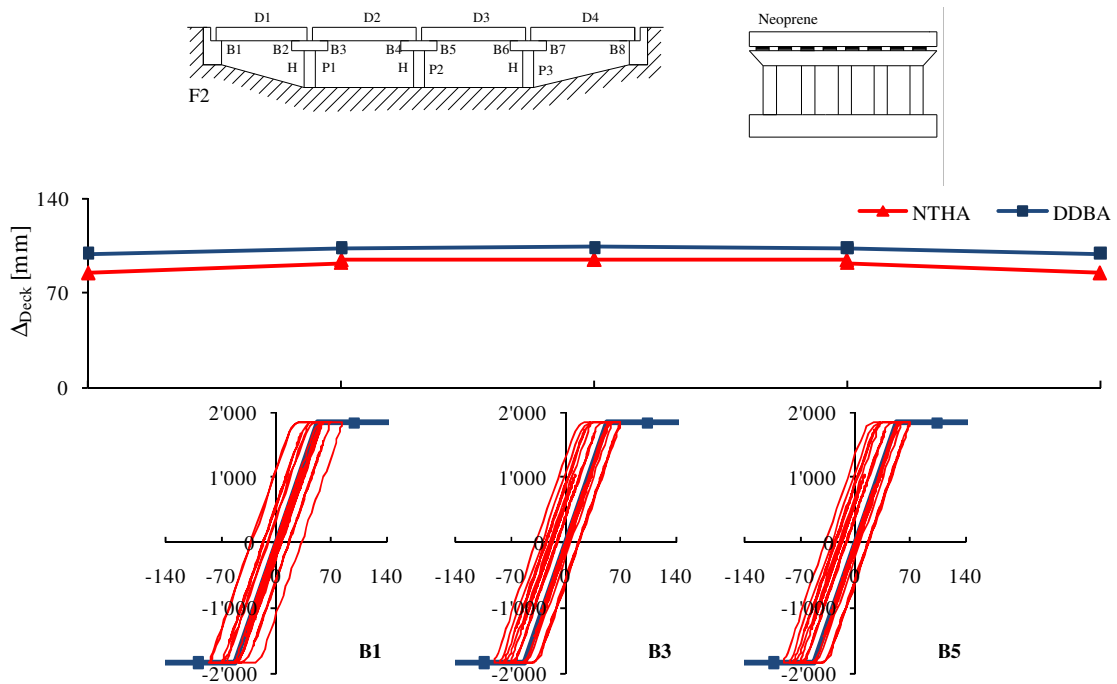 D1 D2 D3 D4
Neoprene
B1 B2 B3 B4 B5 B6 B7 B8
H P1 H P2 H P3
F2
140
NTHA DDBA
70
0
ΔDeck [mm]
2'000 2'000 2'000
1'000 1'000 1'000
0 0 0
-140 -70 0 70 140 -140 -70 0 70 140 -140 -70 0 70 140
-1'000 -1'000 -1'000
B1 B3 B5
-2'000 -2'000 -2'000